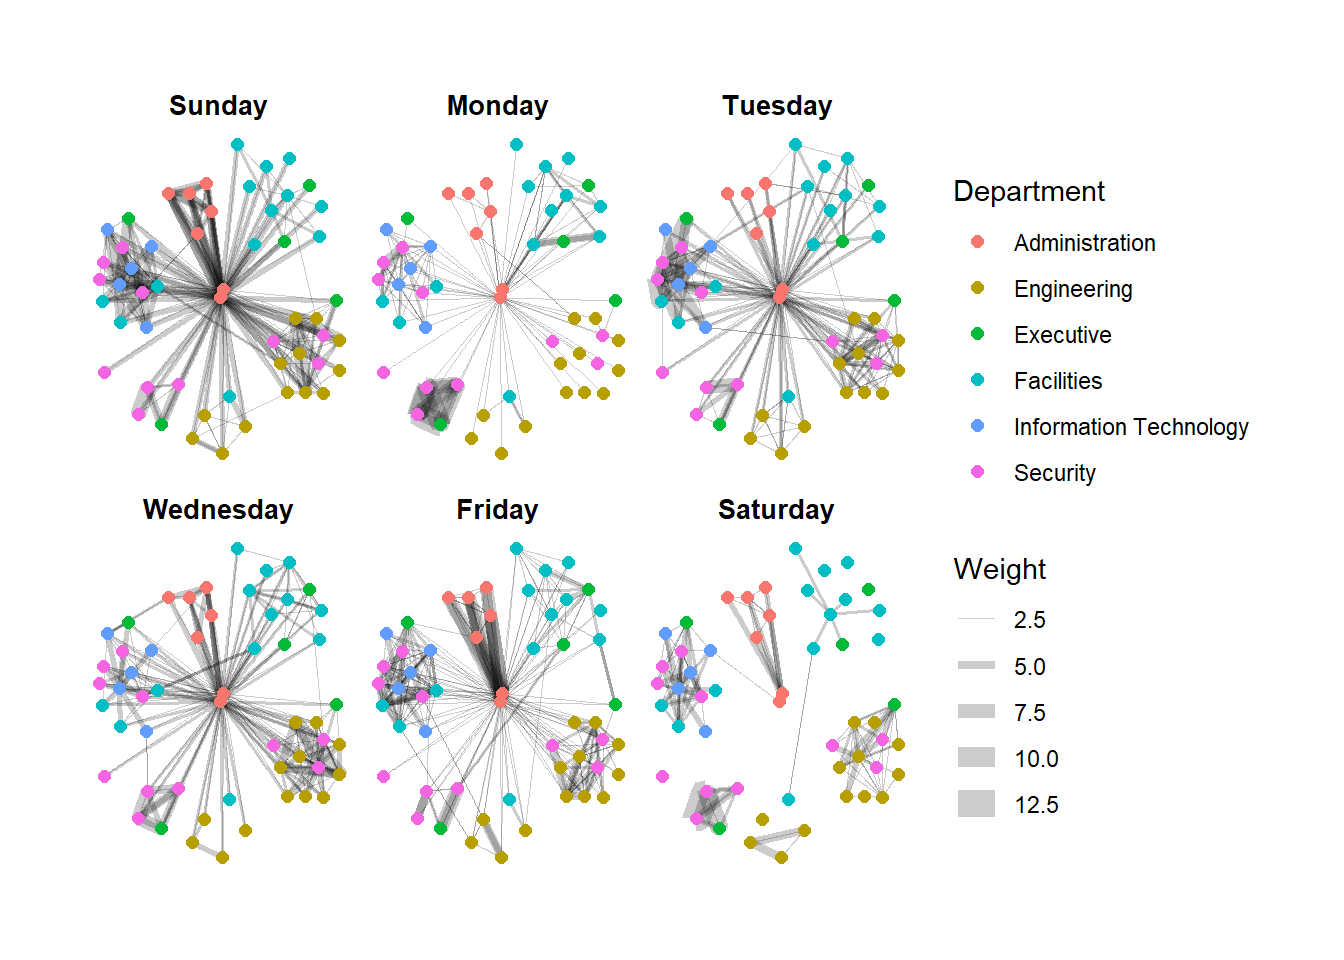 Sunday
Monday
Tuesday
Wednesday
Friday
Saturday
Department
Administration
Engineering
Executive
Facilities
Information Technology
Security
Weight
2.5
5.0
7.5
10.0
12.5